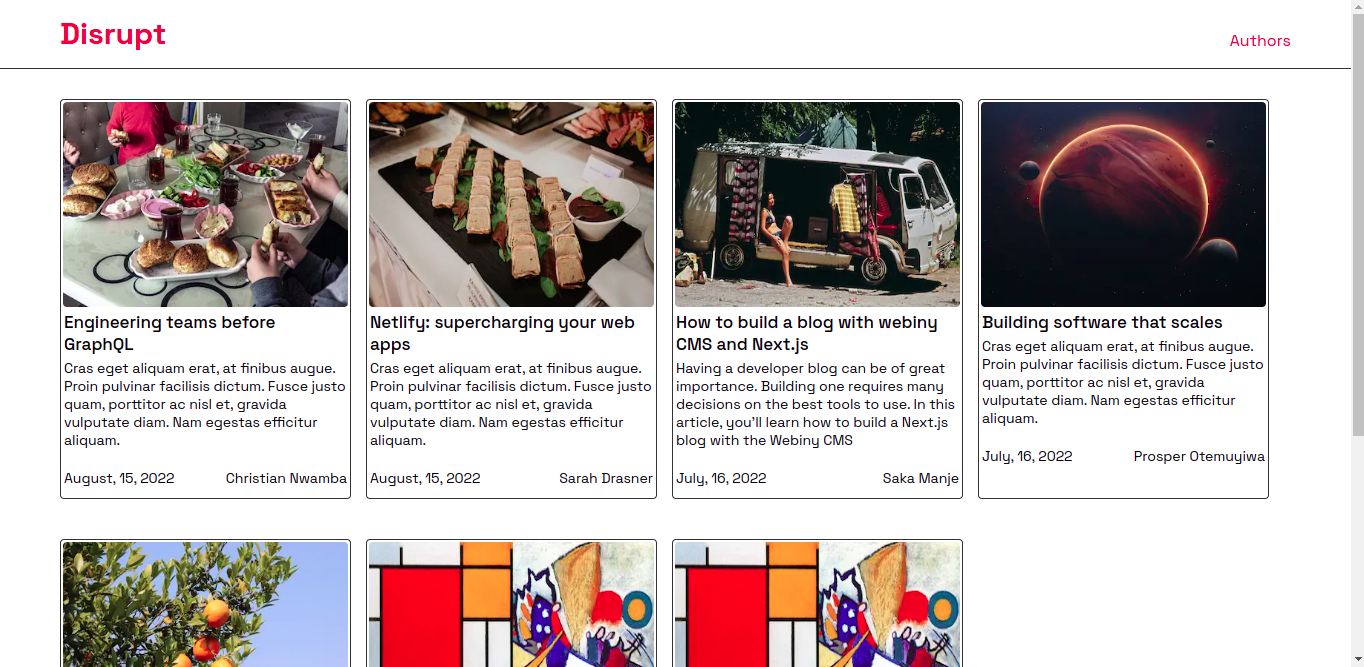 Disrupt
Authors
Engineering teams before
GraphQL
Cras eget aliquam erat, at finibus augue.
Proin pulvinar facilisis dictum. Fusce justo
quam, porttitor ac nisl et, gravida
vulputate diam. Nam egestas efficitur
aliquam.
August, 15, 2022
Christian Nwamba
Netlify: supercharging your web
apps
Cras eget aliquam erat, at finibus augue.
Proin pulvinar facilisis dictum. Fusce justo
quam, porttitor ac nisl et, gravida
vulputate diam. Nam egestas efficitur
aliquam.
August, 15, 2022
Sarah Drasner
How to build a blog with webiny
CMS and Next.js
Having a developer blog can be of great
importance. Building one requires many
decisions on the best tools to use. In this
article, you'll learn how to build a Next.js
blog with the Webiny CMS
July, 16, 2022
Saka Manje
Building software that scales
Cras eget aliquam erat, at finibus augue.
Proin pulvinar facilisis dictum. Fusce justo
quam, porttitor ac nisl et, gravida
vulputate diam. Nam egestas efficitur
aliquam.
July, 16, 2022
Prosper Otemuyiwa